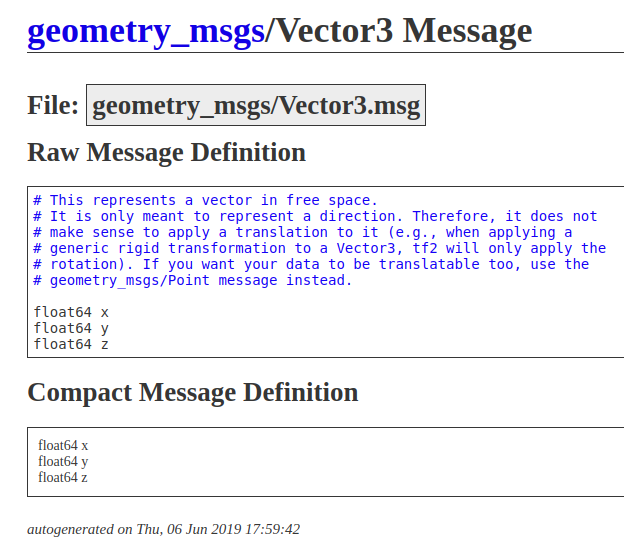 geometry_msgs/Vector3 Message
File: geometry_msgs/Vector3.msg
Raw Message Definition
# This represents a vector in free space.
# It is only meant to represent a direction. Therefore, it does not
# make sense to apply a translation to it (e.g., when applying a
# generic rigid transformation to a Vector3, tf2 will only apply the
# rotation). If you want your data to be translatable too, use the
# geometry_msgs/Point message instead.
float64 x
float64 y
float64 z
Compact Message Definition
float64 x
float64 y
float64 z
autogenerated on Thu, 06 Jun 2019 17:59:42